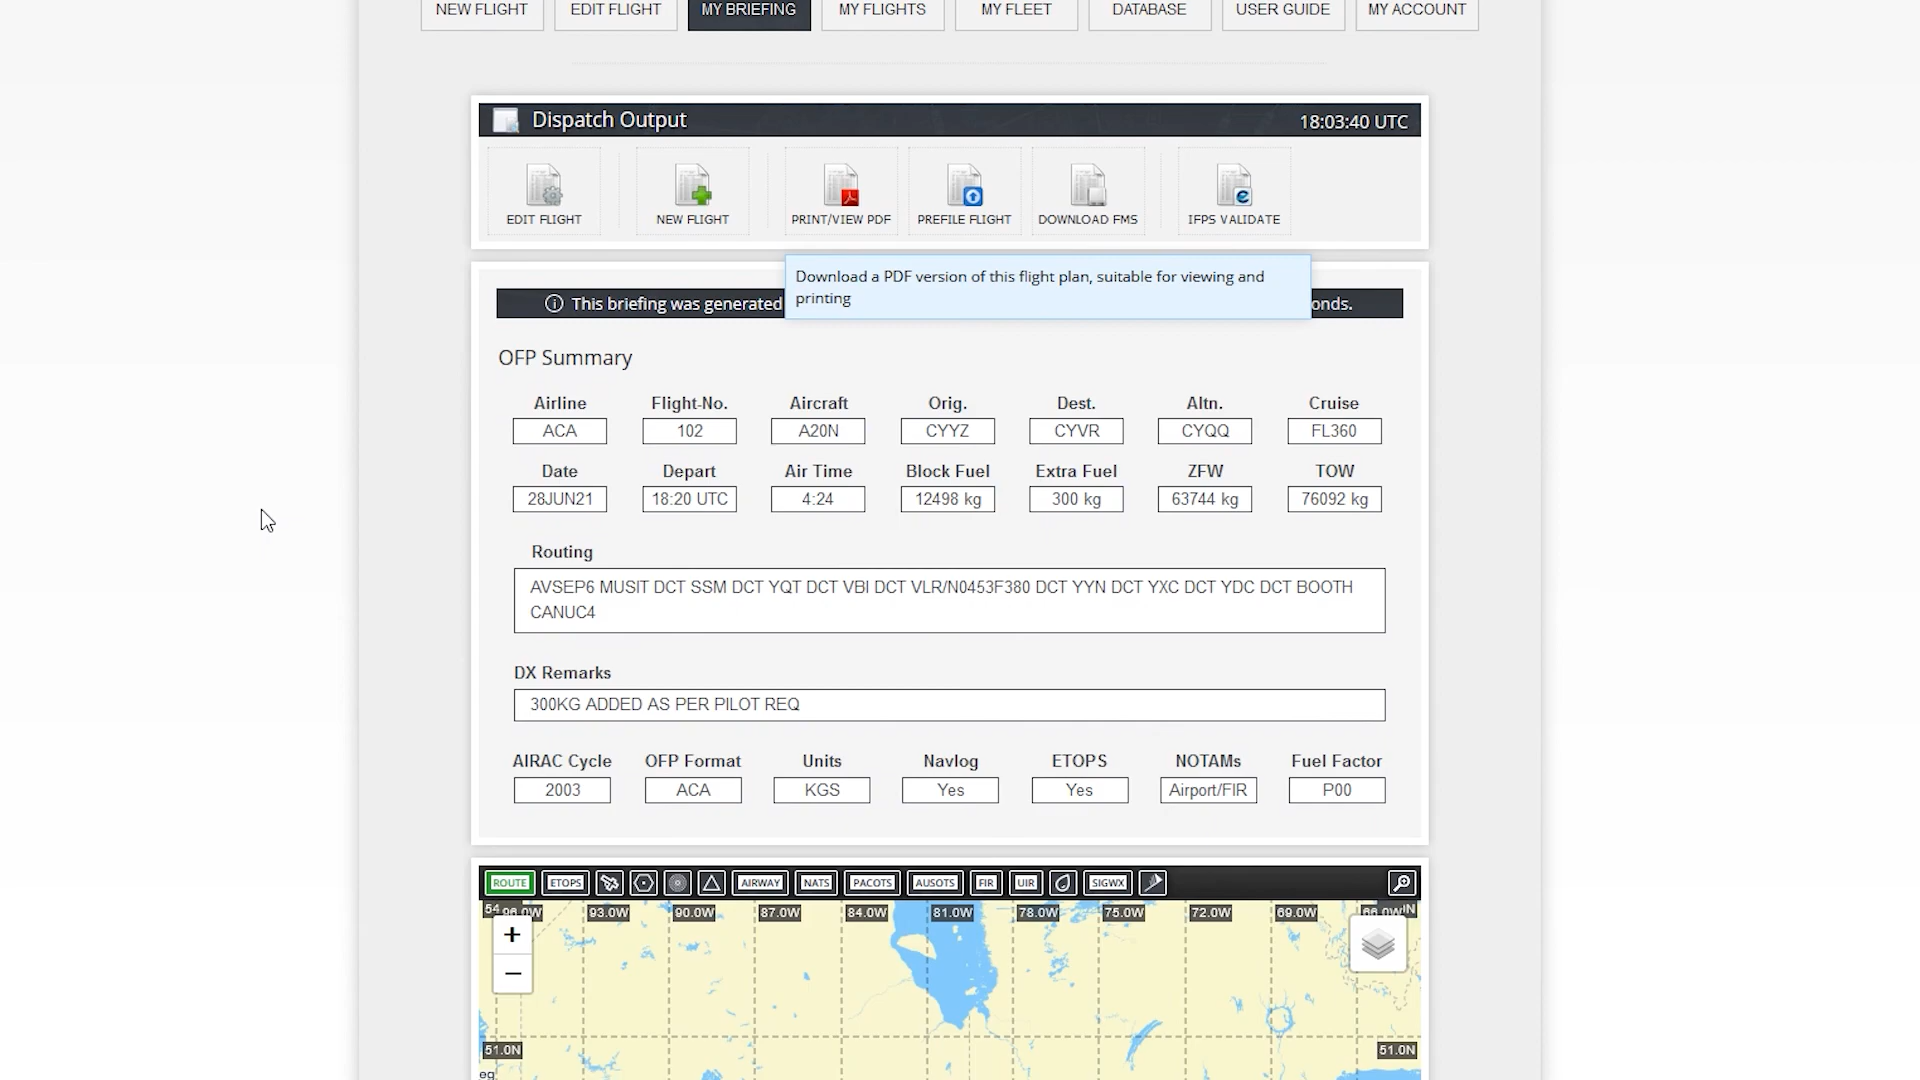 NEW FLIGHT EDIT FLIGHT MY BRIEFING MY FLIGHTS MY FLEET DATABASE USER GUIDE MY ACCOUNT
Dispatch Output 18:03:40 UTC
EDIT FLIGHT NEW FLIGHT PRINT/VIEW PDF PREFILE FLIGHT DOWNLOAD FMS IFPS VALIDATE
Download a PDF version of this flight plan, suitable for viewing and
printing
This briefing was generated onds.
OFP Summary
Airline Flight-No. Aircraft Orig. Dest. Altn. Cruise
ACA 102 A20N CYYZ CYVR CYQQ FL360
Date Depart Air Time Block Fuel Extra Fuel ZFW TOW
28JUN21 18:20 UTC 4:24 12498 kg 300 kg 63744 kg 76092 kg
Routing
AVSEP6 MUSIT DCT SSM DCT YQT DCT VBI DCT VLR/N0453F380 DCT YYN DCT YXC DCT YDC DCT BOOTH
CANUC4
DX Remarks
300KG ADDED AS PER PILOT REQ
AIRAC Cycle OFP Format Units Navlog ETOPS NOTAMs Fuel Factor
2003 ACA KGS Yes Yes Airport/FIR P00
ROUTE ETOPS AIRWAY NATS PACOTS AUSOTS FIR UIR SIGWX
96.0W 93.0W 90.0W 87.0W 84.0W 81.0W 78.0W 75.0W 72.0W 69.0W 66.0W
+
−
51.0N 51.0N